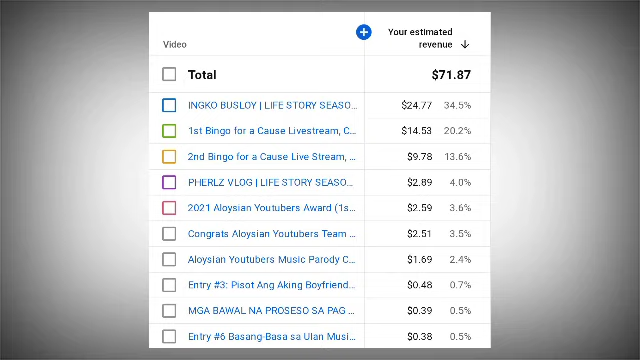 Your estimated
Video revenue
Total $71.87
INGKO BUSLOY | LIFE STORY SEASO... $24.77 34.5%
1st Bingo for a Cause Livestream, C... $14.53 20.2%
2nd Bingo for a Cause Live Stream, ... $9.78 13.6%
PHERLZ VLOG | LIFE STORY SEASO... $2.89 4.0%
2021 Aloysian Youtubers Award (1s... $2.59 3.6%
Congrats Aloysian Youtubers Team ... $2.51 3.5%
Aloysian Youtubers Music Parody C... $1.69 2.4%
Entry #3: Pisot Ang Aking Boyfriend... $0.48 0.7%
MGA BAWAL NA PROSESO SA PAG ... $0.39 0.5%
Entry #6 Basang-Basa sa Ulan Musi... $0.38 0.5%